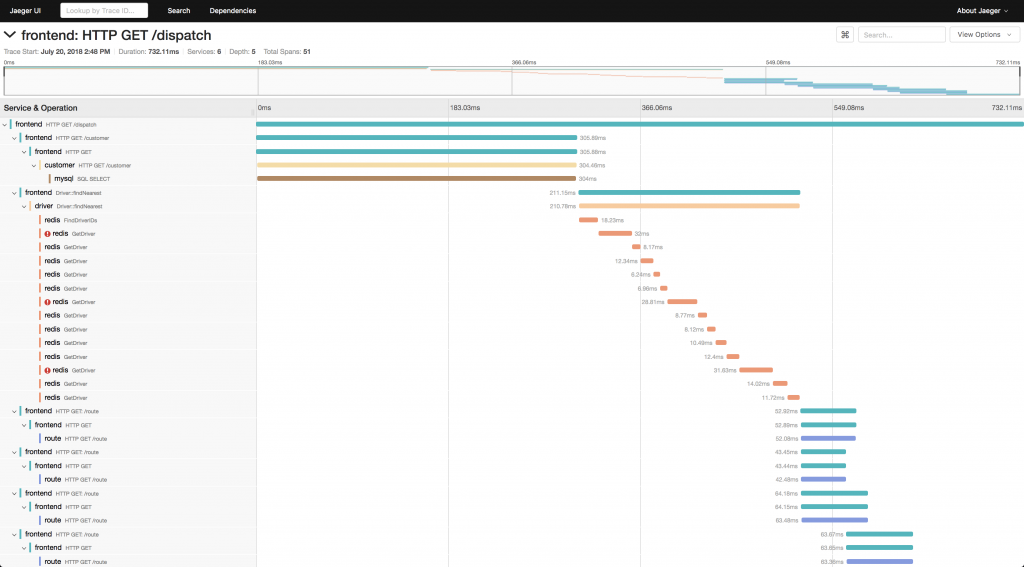 Jaeger UI Lookup by Trace ID... Search Dependencies About Jaeger
frontend: HTTP GET /dispatch Search... View Options
Trace Start: July 20, 2018 2:48 PM Duration: 732.11ms Services: 6 Depth: 5 Total Spans: 51
0ms 183.03ms 366.06ms 549.08ms 732.11ms
Service & Operation 0ms 183.03ms 366.06ms 549.08ms 732.11ms
frontend HTTP GET /dispatch
frontend HTTP GET: /customer 305.89ms
frontend HTTP GET 305.88ms
customer HTTP GET /customer 304.46ms
mysql SQL SELECT 304ms
frontend Driver::findNearest 211.15ms
driver Driver::findNearest 210.78ms
redis FindDriverIDs 18.23ms
redis GetDriver 32ms
redis GetDriver 8.17ms
redis GetDriver 12.34ms
redis GetDriver 8.24ms
redis GetDriver 6.98ms
redis GetDriver 28.81ms
redis GetDriver 8.77ms
redis GetDriver 8.12ms
redis GetDriver 10.49ms
redis GetDriver 12.4ms
redis GetDriver 31.63ms
redis GetDriver 14.02ms
redis GetDriver 11.72ms
frontend HTTP GET: /route 52.92ms
frontend HTTP GET 52.89ms
route HTTP GET /route 52.08ms
frontend HTTP GET: /route 43.45ms
frontend HTTP GET 43.44ms
route HTTP GET /route 42.48ms
frontend HTTP GET: /route 64.18ms
frontend HTTP GET 64.15ms
route HTTP GET /route 63.48ms
frontend HTTP GET: /route 63.87ms
frontend HTTP GET 63.85ms
route HTTP GET /route 63.36ms